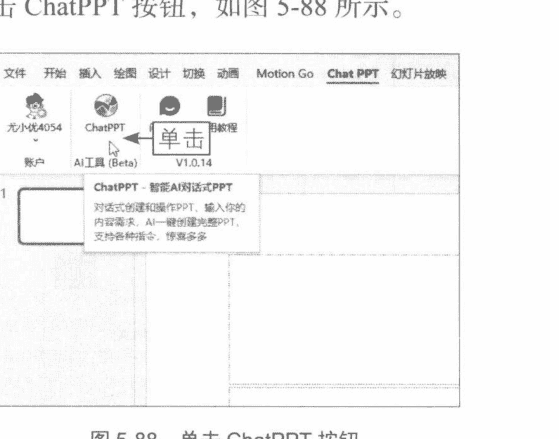 击 ChatPPT 按钮，如图 5-88 所示。
文件 开始 插入 绘图 设计 切换 动画 Motion Go Chat PPT 幻灯片放映
尤小优4054 ChatPPT 用教程
单击
账户 AI工具 (Beta) V1.0.14
1
ChatPPT - 智能AI对话式PPT
对话式创建和操作PPT，输入你的
内容需求，AI一键创建完整PPT，
支持各种指令，惊喜多多
图 5-88 单击 ChatPPT 按钮